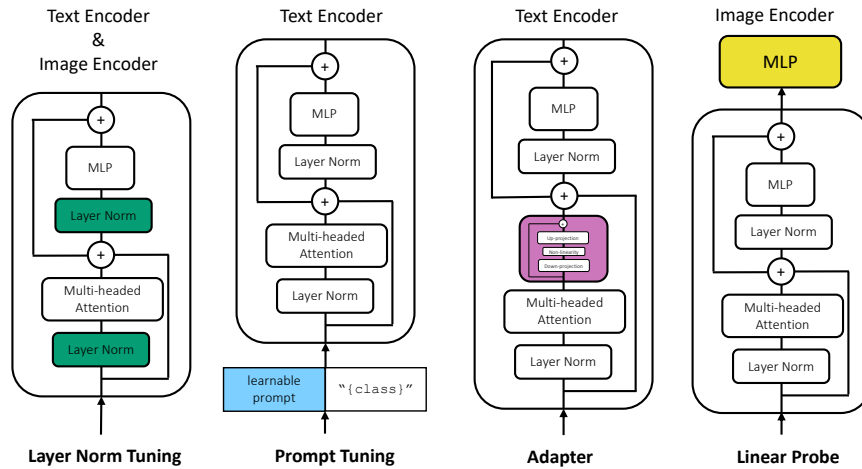 Text Encoder
&
Image Encoder
+
MLP
Layer Norm
+
Multi-headed
Attention
Layer Norm
Layer Norm Tuning
Text Encoder
+
MLP
Layer Norm
+
Multi-headed
Attention
Layer Norm
learnable
prompt
“{class}”
Prompt Tuning
Text Encoder
+
MLP
Layer Norm
+
+
Up-projection
Non-linearity
Down-projection
Multi-headed
Attention
Layer Norm
Adapter
Image Encoder
MLP
+
MLP
Layer Norm
+
Multi-headed
Attention
Layer Norm
Linear Probe